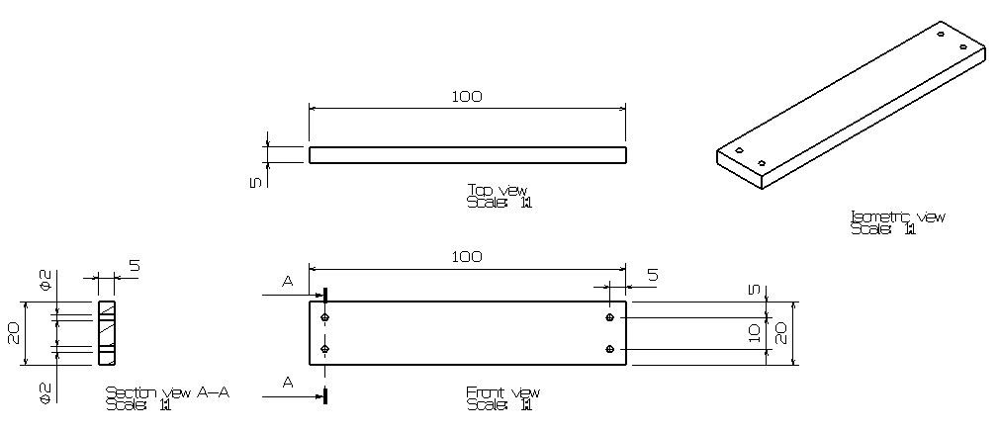 100
5
Top view
Scale: 1:1
Isometric view
Scale: 1:1
100
5
A
5
10
20
A
Front view
Scale: 1:1
5
Φ2
20
Φ2
Section view A-A
Scale: 1:1